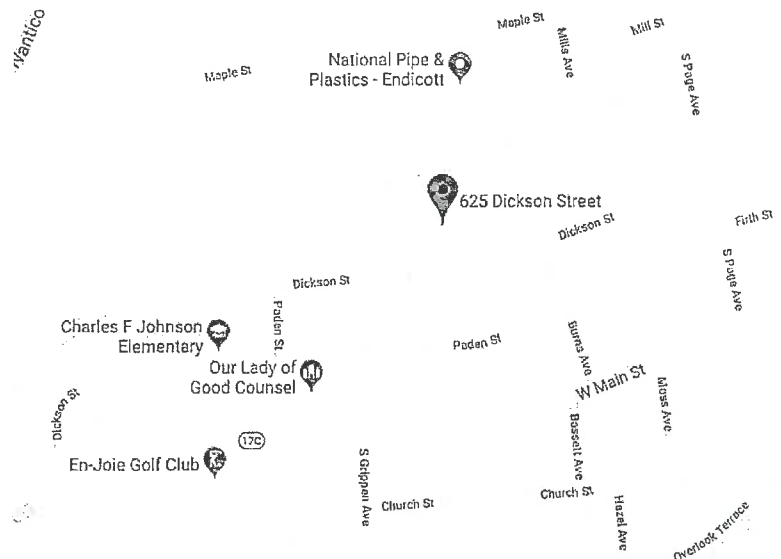 Vantico
Maple St
Mill St
Mills Ave
S Page Ave
National Pipe &
Plastics - Endicott
Maple St
625 Dickson Street
Dickson St
Firth St
S Page Ave
Dickson St
Paden St
Charles F Johnson
Elementary
Our Lady of
Good Counsel
Paden St
Burns Ave
W Main St
Moss Ave
Dickson St
17C
En-Joie Golf Club
S Grippen Ave
Church St
Bassett Ave
Church St
Hazel Ave
Overlook Terrace